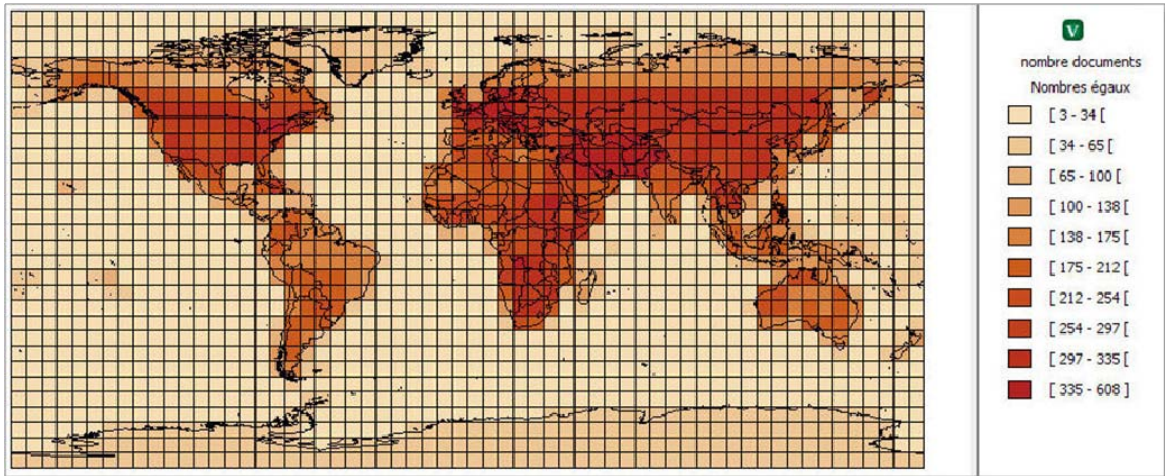 V
nombre documents
Nombres égaux
[ 3 - 34 [
[ 34 - 65 [
[ 65 - 100 [
[ 100 - 138 [
[ 138 - 175 [
[ 175 - 212 [
[ 212 - 254 [
[ 254 - 297 [
[ 297 - 335 [
[ 335 - 608 [